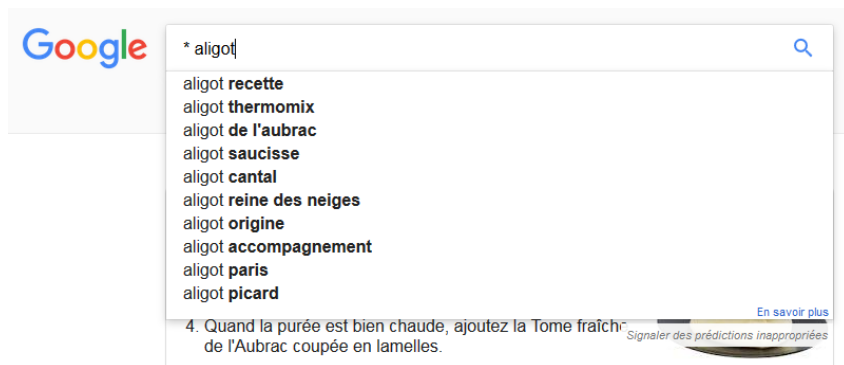 Google
* aligot
aligot recette
aligot thermomix
aligot de l'aubrac
aligot saucisse
aligot cantal
aligot reine des neiges
aligot origine
aligot accompagnement
aligot paris
aligot picard
En savoir plus
4. Quand la purée est bien chaude, ajoutez la Tome fraîche
de l'Aubrac coupée en lamelles.
Signaler des prédictions inappropriées